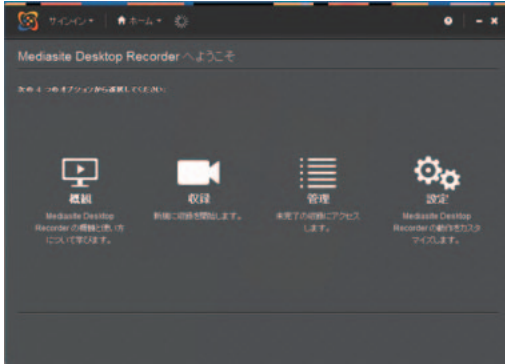 サインイン
ホーム
Mediasite Desktop Recorder へようこそ
次の 4 つのオプションから選択してください:
概観
Mediasite Desktop
Recorder の機能と使い方
について学びます。
収録
新規に収録を開始します。
管理
未完了の収録にアクセス
します。
設定
Mediasite Desktop
Recorder の動作をカスタ
マイズします。